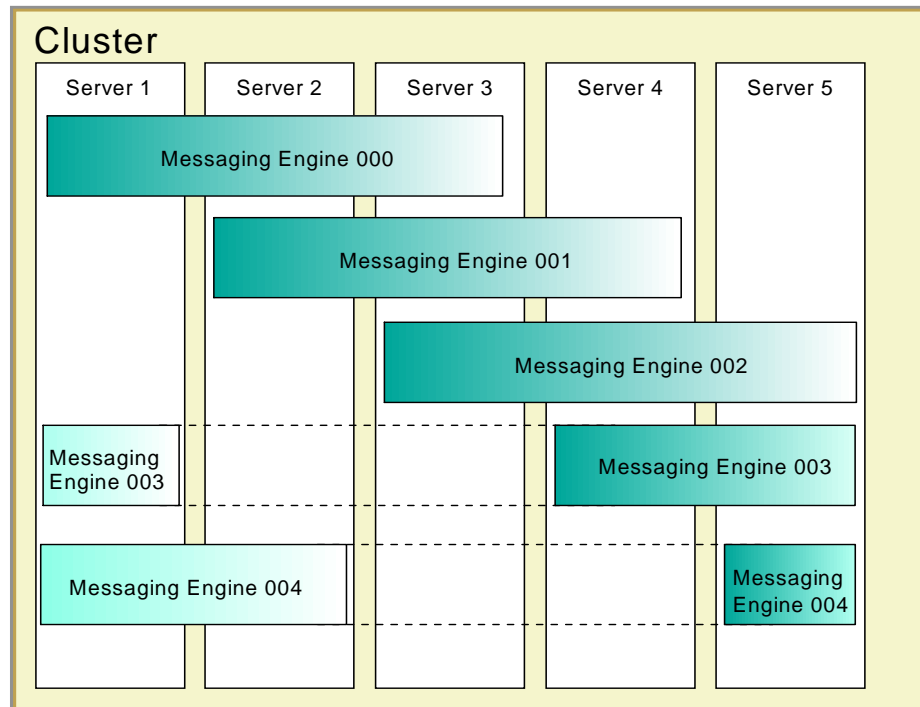 Cluster
Server 1
Server 2
Server 3
Server 4
Server 5
Messaging Engine 000
Messaging Engine 001
Messaging Engine 002
Messaging
Engine 003
Messaging Engine 003
Messaging Engine 004
Messaging
Engine 004